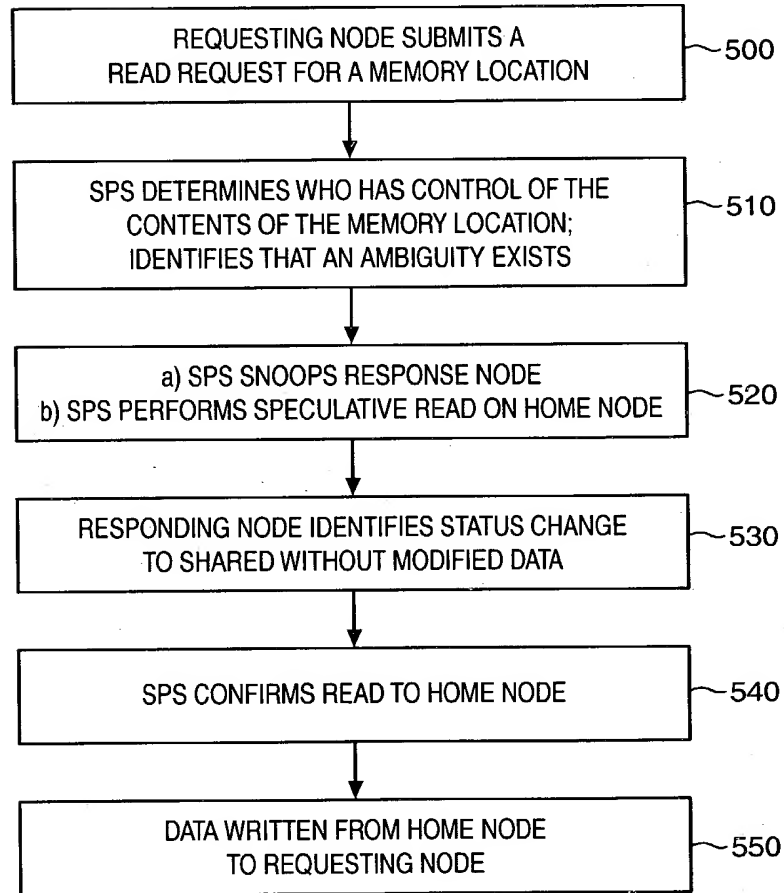 REQUESTING NODE SUBMITS A
READ REQUEST FOR A MEMORY LOCATION
500
SPS DETERMINES WHO HAS CONTROL OF THE
CONTENTS OF THE MEMORY LOCATION;
IDENTIFIES THAT AN AMBIGUITY EXISTS
510
a) SPS SNOOPS RESPONSE NODE
b) SPS PERFORMS SPECULATIVE READ ON HOME NODE
520
RESPONDING NODE IDENTIFIES STATUS CHANGE
TO SHARED WITHOUT MODIFIED DATA
530
SPS CONFIRMS READ TO HOME NODE
540
DATA WRITTEN FROM HOME NODE
TO REQUESTING NODE
550